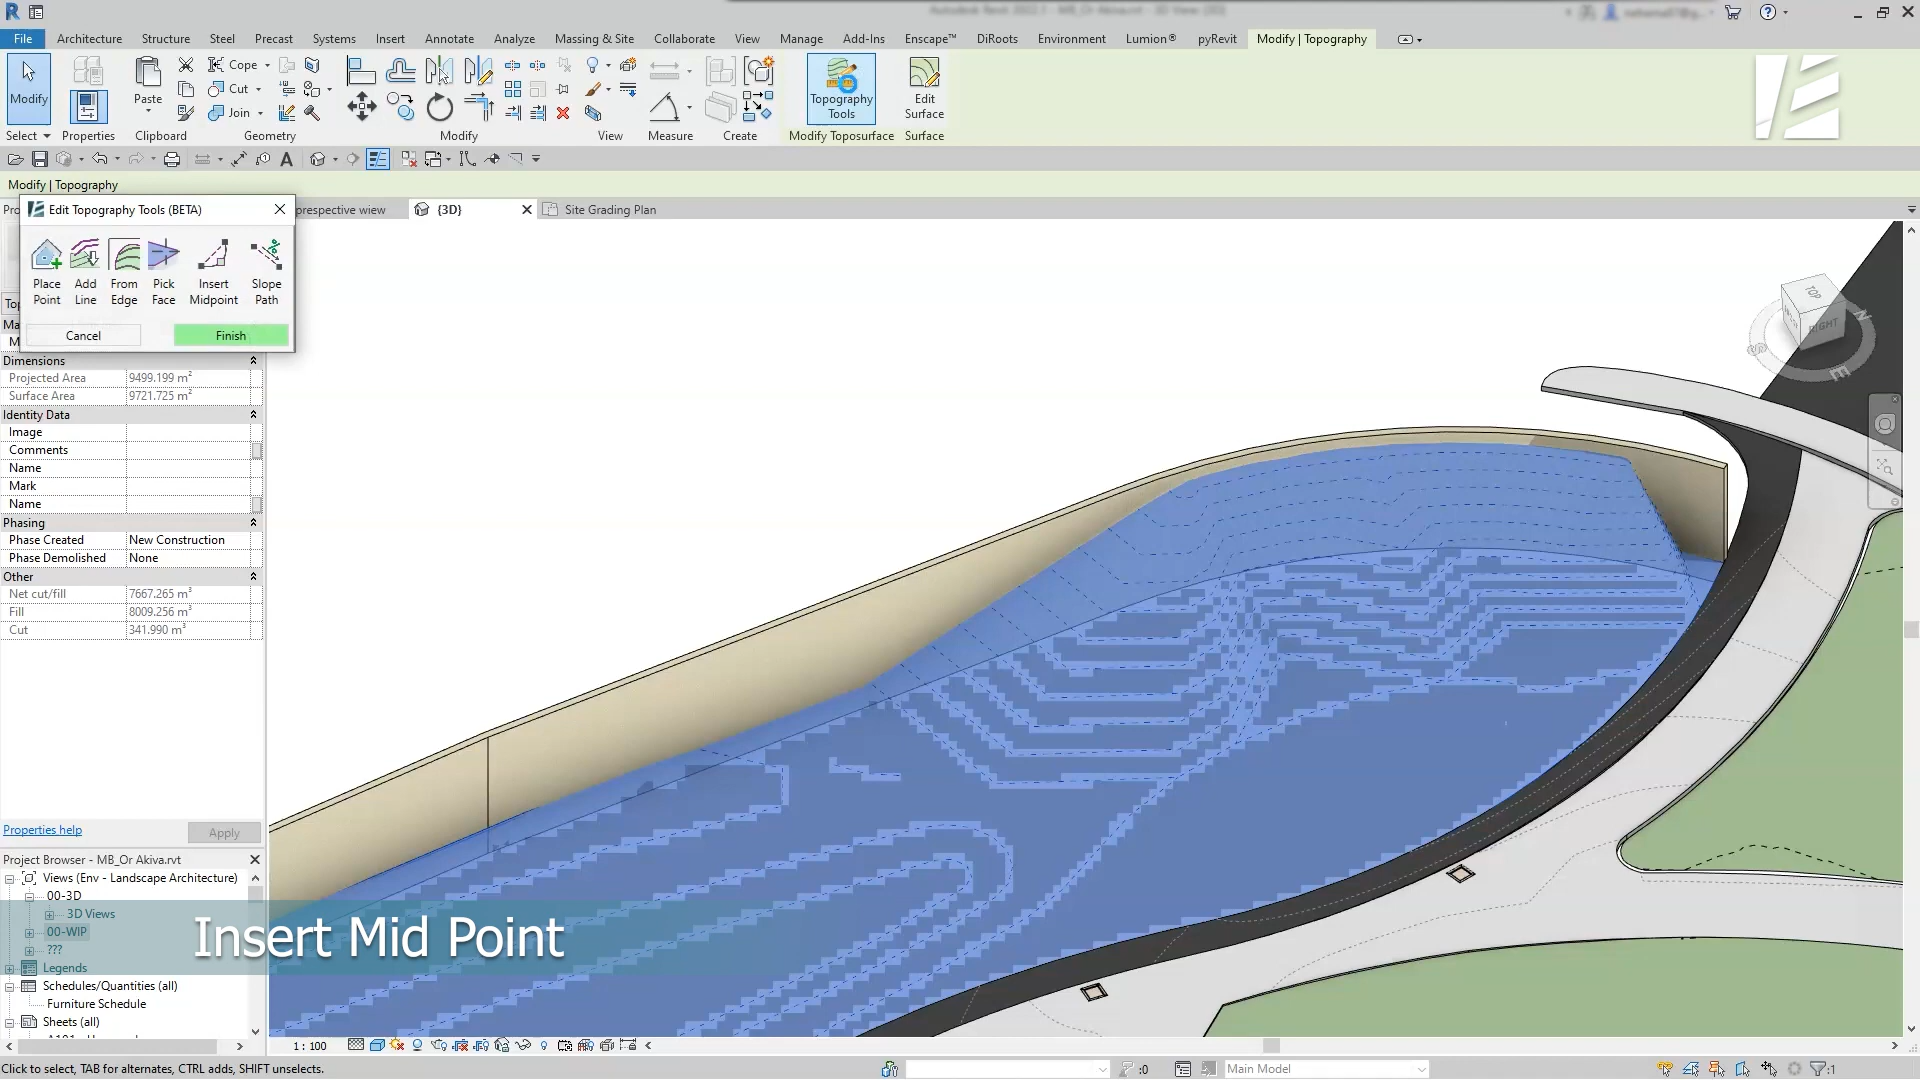 File Architecture Structure Steel Precast Systems Insert Annotate Analyze Massing & Site Collaborate View Manage Add-Ins Enscape™ DiRoots Environment Lumion® pyRevit Modify | Topography
Modify
Paste
Cope
Cut
Join
Topography Tools
Edit Surface
Select Properties Clipboard Geometry Modify View Measure Create Modify Toposurface Surface
Modify | Topography
Edit Topography Tools (BETA)
prespective wiew
{3D}
Site Grading Plan
Place Point
Add Line
From Edge
Pick Face
Insert Midpoint
Slope Path
Cancel
Finish
Dimensions
Projected Area 9499.199 m²
Surface Area 9721.725 m²
Identity Data
Image
Comments
Name
Mark
Name
Phasing
Phase Created New Construction
Phase Demolished None
Other
Net cut/fill 7667.265 m³
Fill 8009.256 m³
Cut 341.990 m³
TOP
RIGHT
N
S
E
Properties help
Apply
Project Browser - MB_Or Akiva.rvt
Views (Env - Landscape Architecture)
00-3D
3D Views
00-WIP
???
Legends
Schedules/Quantities (all)
Furniture Schedule
Sheets (all)
Insert Mid Point
1 : 100
Click to select, TAB for alternates, CTRL adds, SHIFT unselects.
:0
Main Model
:1